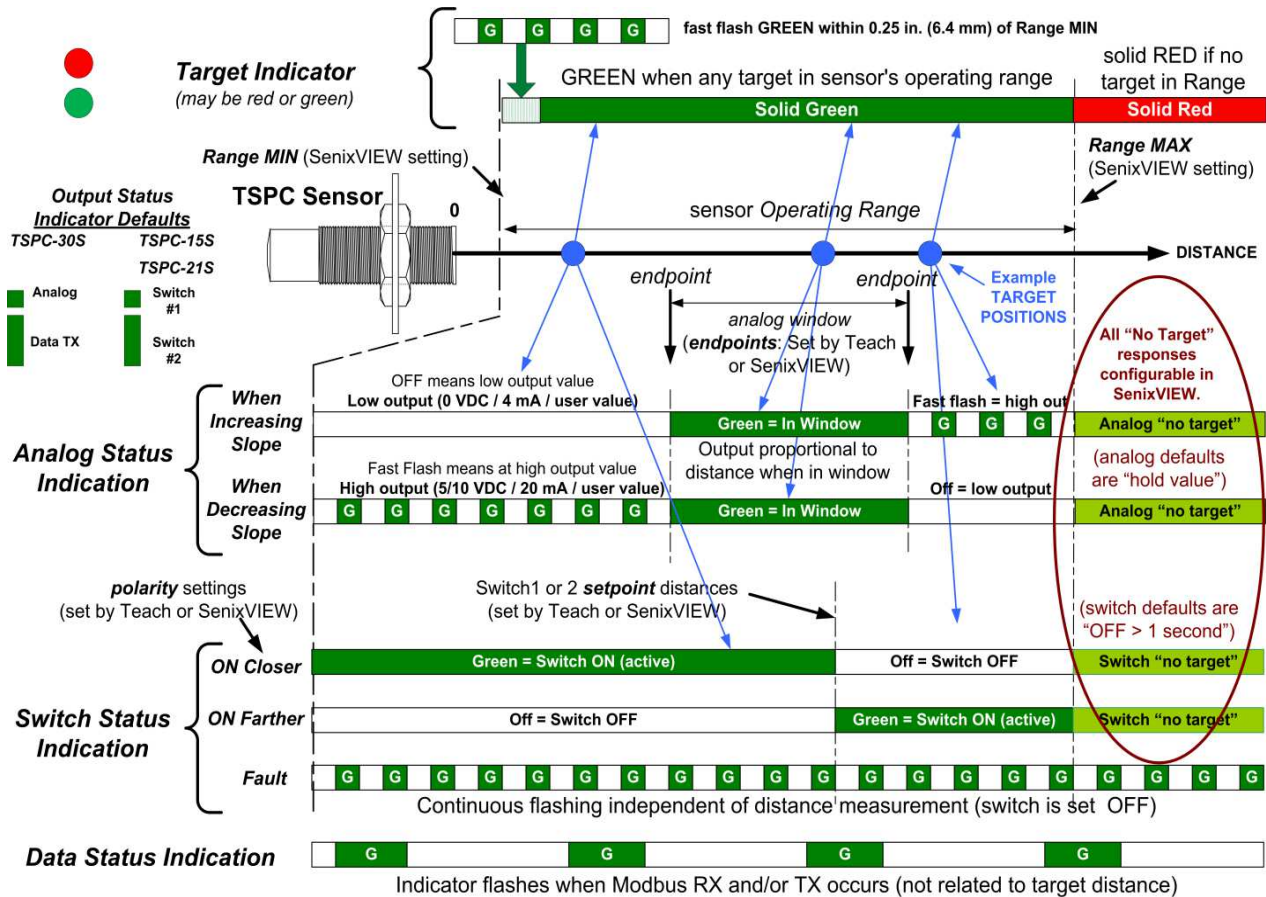 G G G G
fast flash GREEN within 0.25 in. (6.4 mm) of Range MIN
Target Indicator
(may be red or green)
GREEN when any target in sensor's operating range
solid RED if no
target in Range
Solid Green
Solid Red
Range MIN (SenixVIEW setting)
Range MAX
(SenixVIEW setting)
Output Status
Indicator Defaults
TSPC-30S
TSPC-15S
TSPC-21S
Analog
Switch
#1
Data TX
Switch
#2
TSPC Sensor
0
sensor Operating Range
DISTANCE
endpoint
endpoint
Example
TARGET
POSITIONS
analog window
(endpoints: Set by Teach
or SenixVIEW)
All “No Target”
responses
configurable in
SenixVIEW.
Analog Status
Indication
When
Increasing
Slope
OFF means low output value
Low output (0 VDC / 4 mA / user value)
Green = In Window
Fast flash = high out
G G G
Analog “no target”
Output proportional to
distance when in window
(analog defaults
are “hold value”)
When
Decreasing
Slope
Fast Flash means at high output value
High output (5/10 VDC / 20 mA / user value)
G G G G G G G
Green = In Window
Off = low output
Analog “no target”
polarity settings
(set by Teach or SenixVIEW)
Switch1 or 2 setpoint distances
(set by Teach or SenixVIEW)
(switch defaults are
“OFF > 1 second”)
Switch Status
Indication
ON Closer
Green = Switch ON (active)
Off = Switch OFF
Switch “no target”
ON Farther
Off = Switch OFF
Green = Switch ON (active)
Switch “no target”
Fault
G G G G G G G G G G G G G G G G G G G G
Continuous flashing independent of distance measurement (switch is set OFF)
Data Status Indication
G G G G
Indicator flashes when Modbus RX and/or TX occurs (not related to target distance)